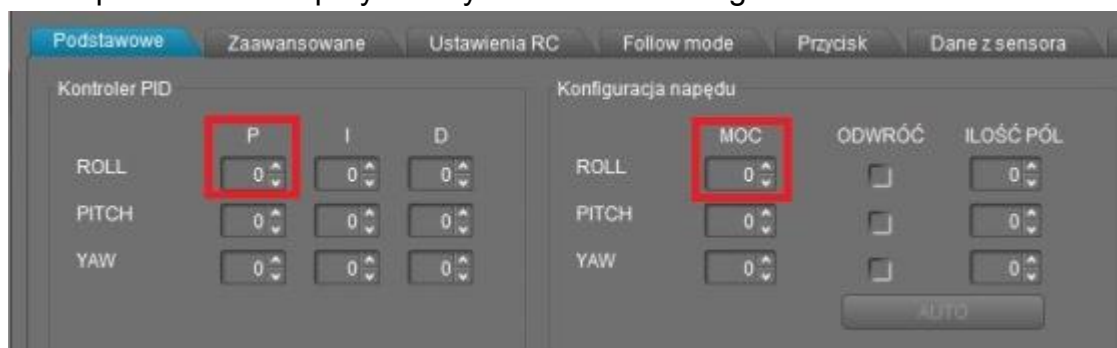 Podstawowe Zaawansowane Ustawienia RC Follow mode Przycisk Dane z sensora
Kontroler PID Konfiguracja napędu
P I D MOC ODWRÓĆ ILOŚĆ PÓL
ROLL 0 0 0 ROLL 0 0
PITCH 0 0 0 PITCH 0 0
YAW 0 0 0 YAW 0 0
AUTO